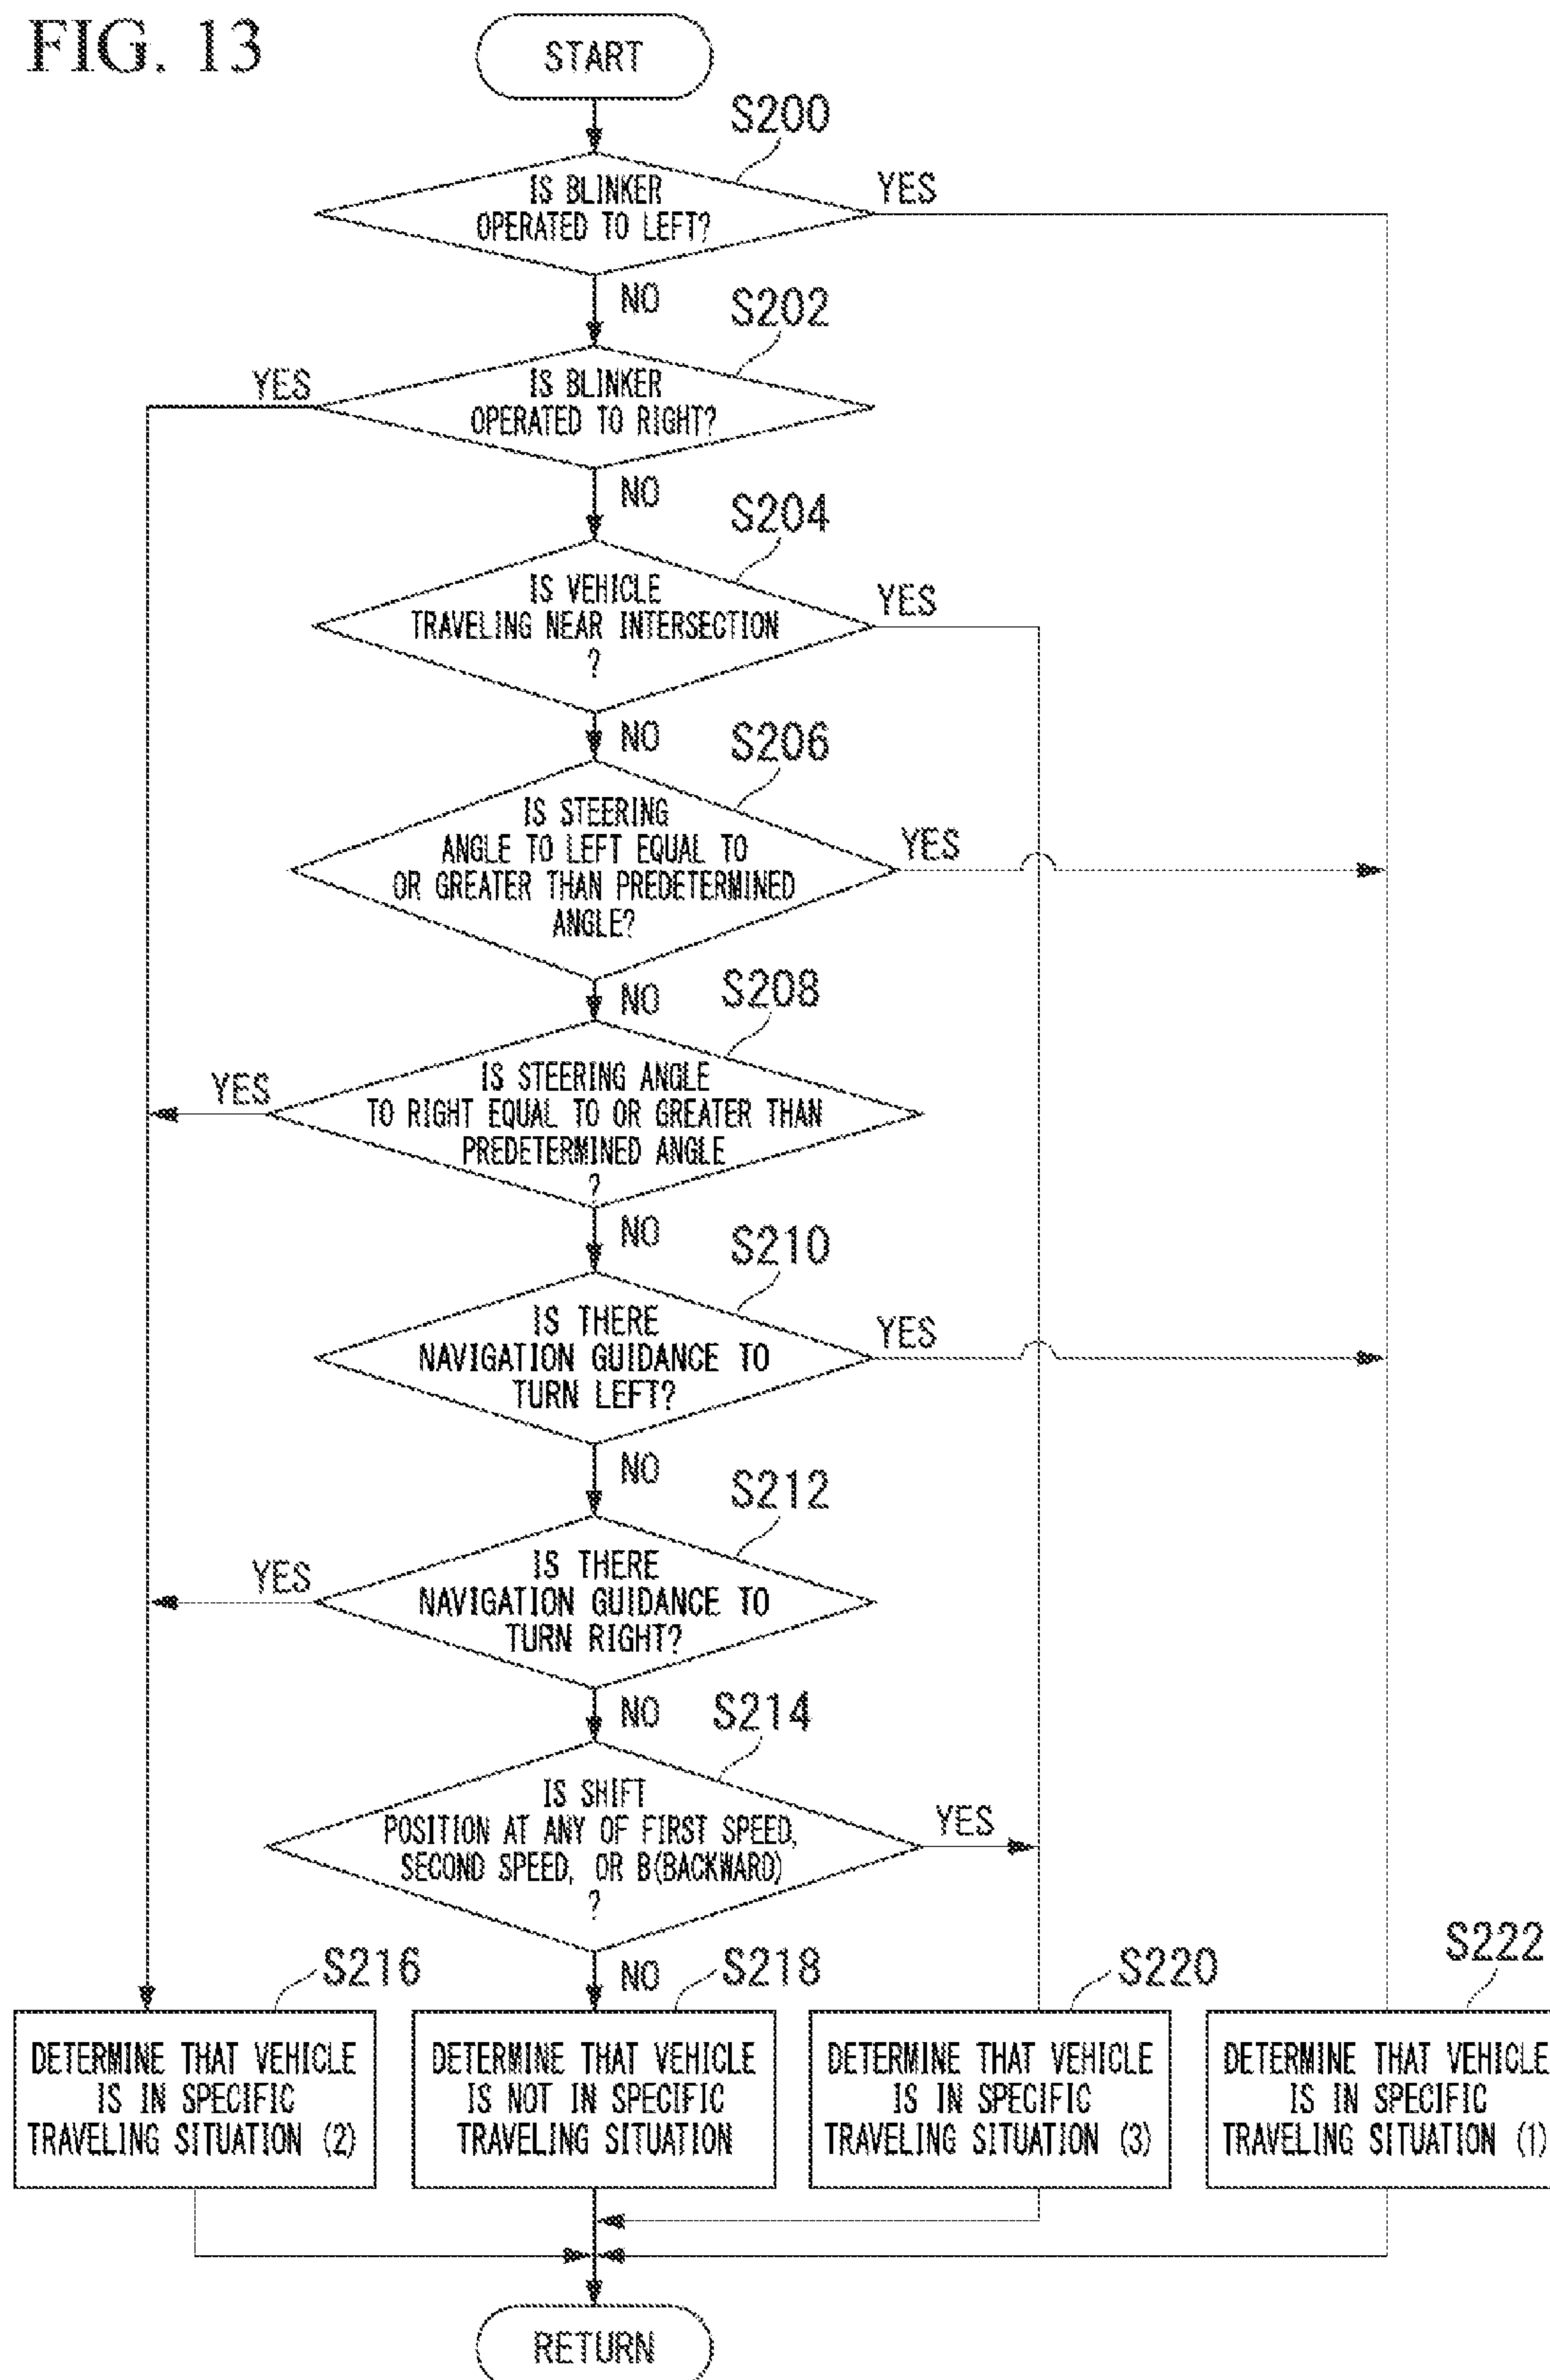 FIG. 13
START
S200
IS BLINKER
OPERATED TO LEFT?
YES
NO
S202
IS BLINKER
OPERATED TO RIGHT?
YES
NO
S204
IS VEHICLE
TRAVELING NEAR INTERSECTION
?
YES
NO
S206
IS STEERING
ANGLE TO LEFT EQUAL TO
OR GREATER THAN PREDETERMINED
ANGLE?
YES
NO
S208
IS STEERING ANGLE
TO RIGHT EQUAL TO OR GREATER THAN
PREDETERMINED ANGLE
?
YES
NO
S210
IS THERE
NAVIGATION GUIDANCE TO
TURN LEFT?
YES
NO
S212
IS THERE
NAVIGATION GUIDANCE TO
TURN RIGHT?
YES
NO
S214
IS SHIFT
POSITION AT ANY OF FIRST SPEED,
SECOND SPEED, OR B(BACKWARD)
?
YES
NO
S216
DETERMINE THAT VEHICLE
IS IN SPECIFIC
TRAVELING SITUATION (2)
S218
DETERMINE THAT VEHICLE
IS NOT IN SPECIFIC
TRAVELING SITUATION
S220
DETERMINE THAT VEHICLE
IS IN SPECIFIC
TRAVELING SITUATION (3)
S222
DETERMINE THAT VEHICLE
IS IN SPECIFIC
TRAVELING SITUATION (1)
RETURN